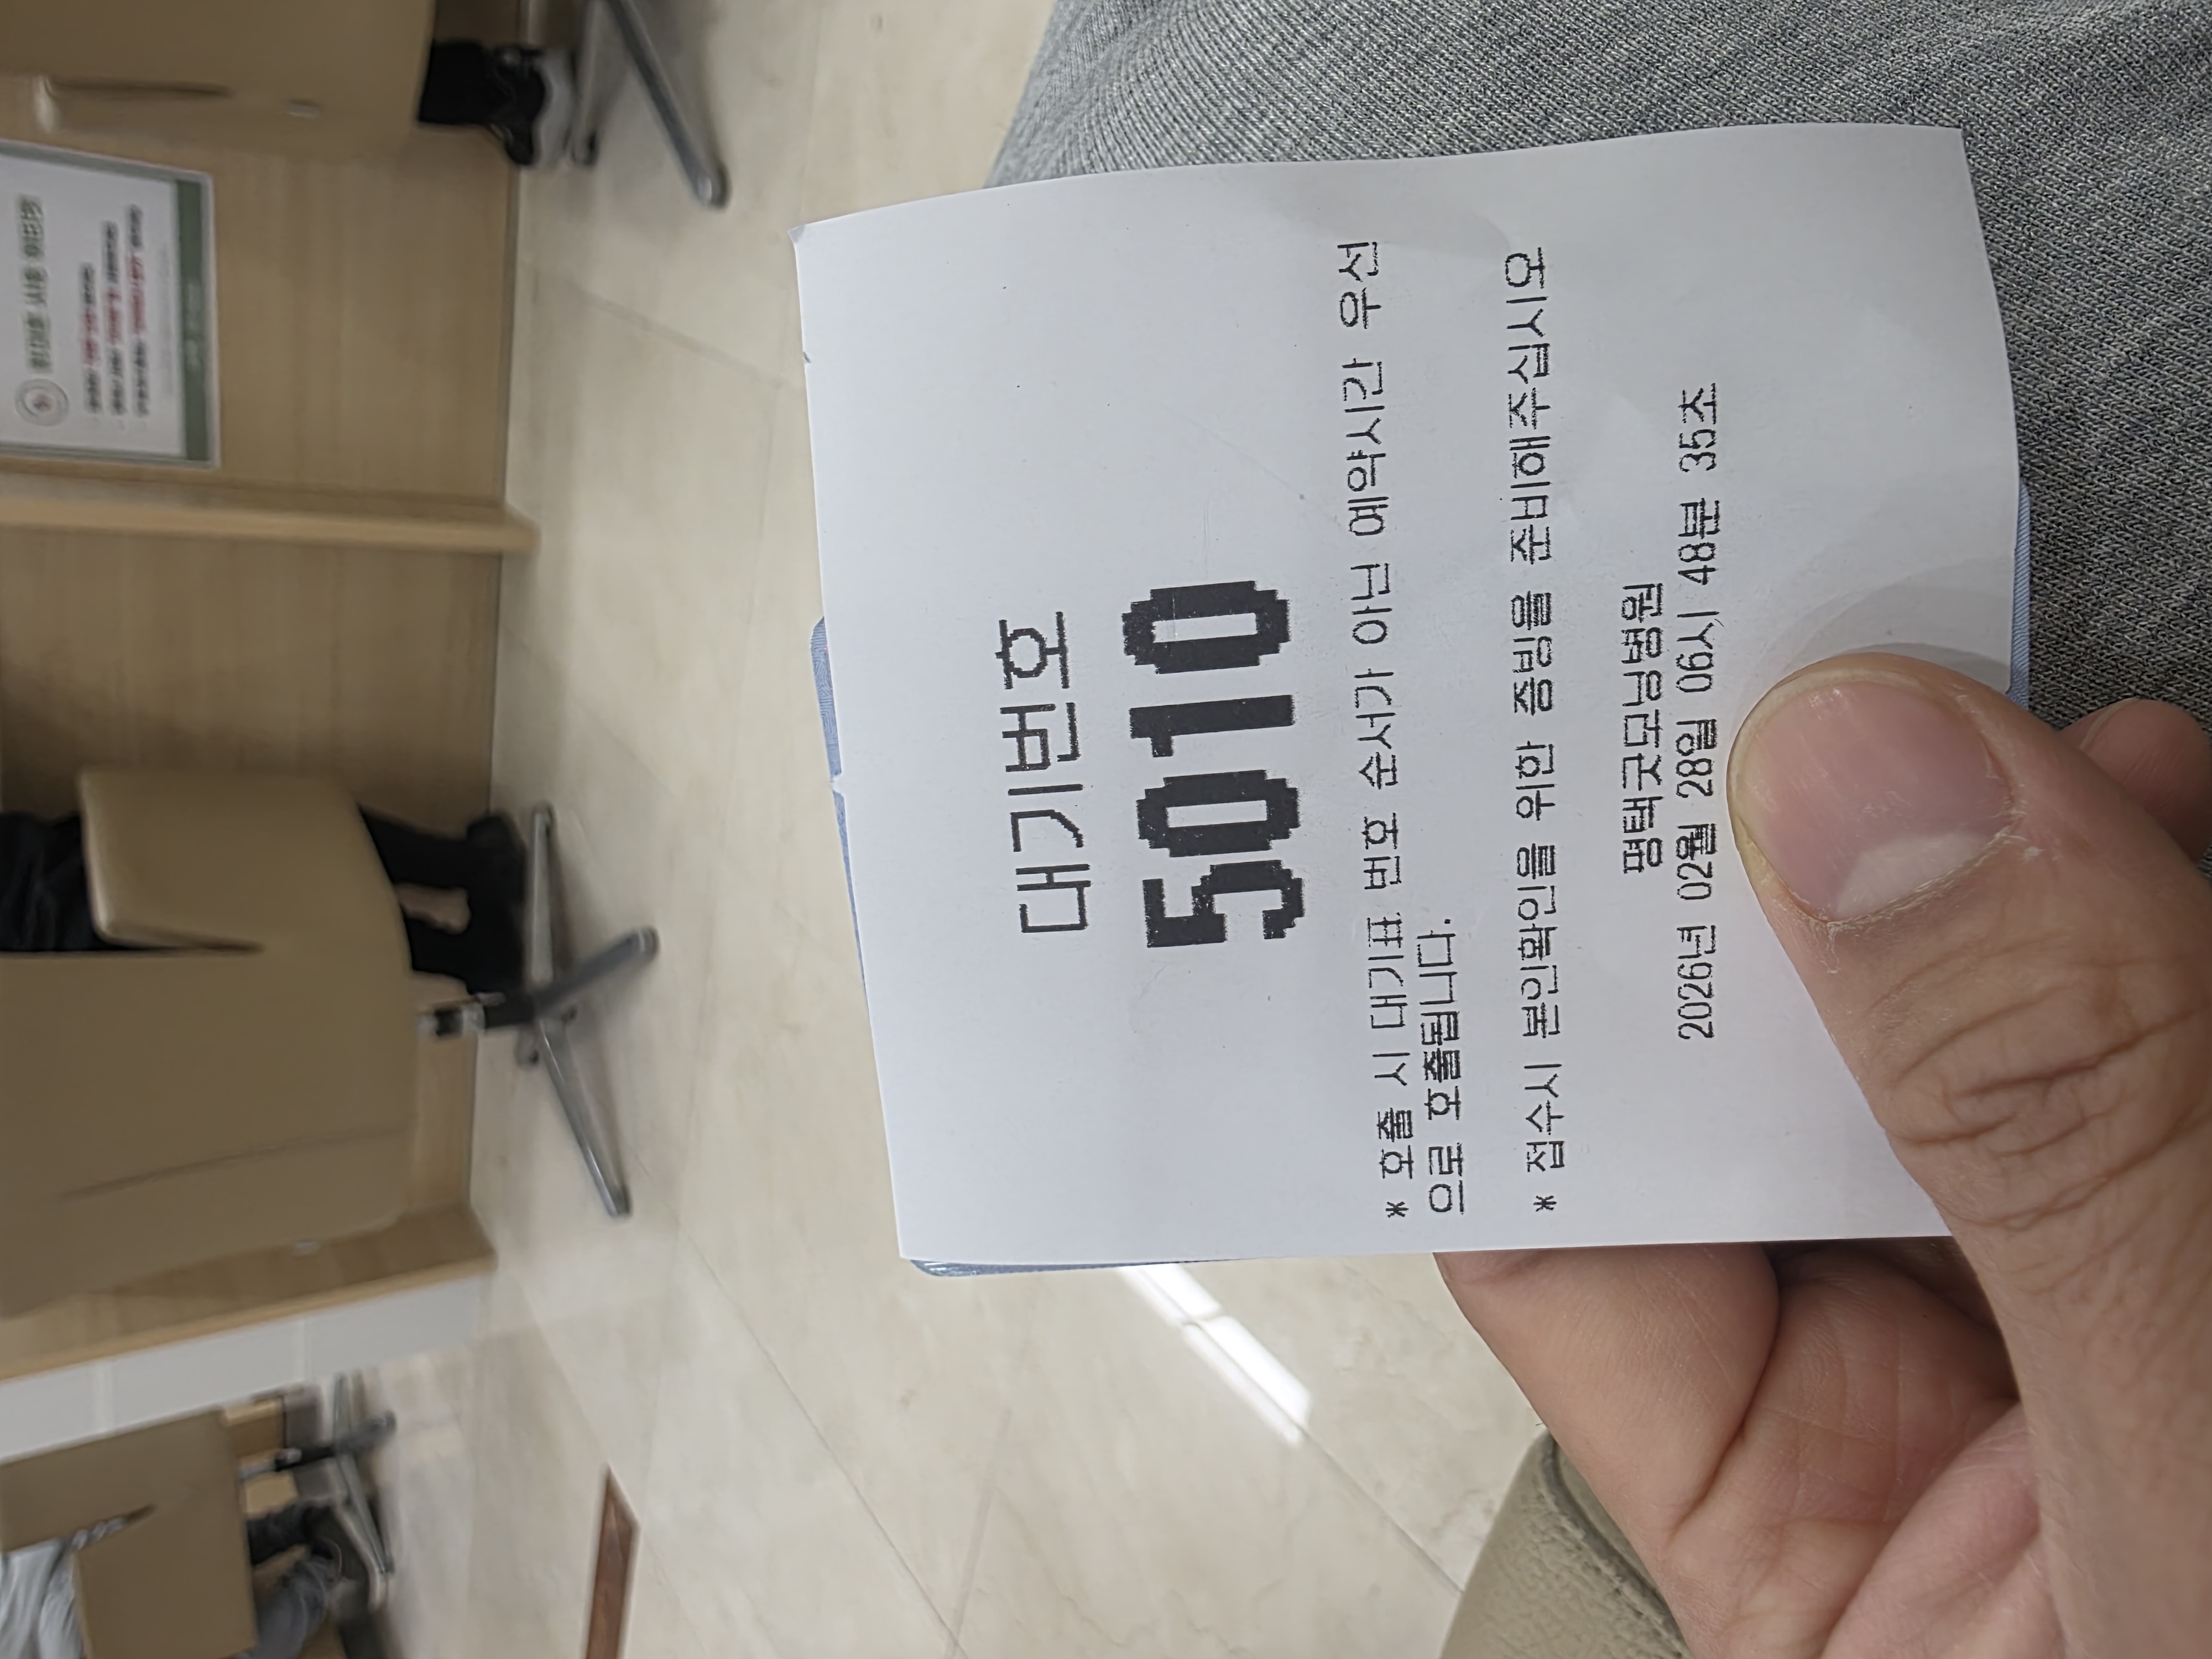 대기번호
5010
* 호출 시 대기표 번호 순서가 아닌 예약시간 우선
으로 호출됩니다.
* 접수시 본인확인을 위한 증빙을 준비해주십시오
평택굿모닝병원
2026년 02월 28일 06시 48분 35초